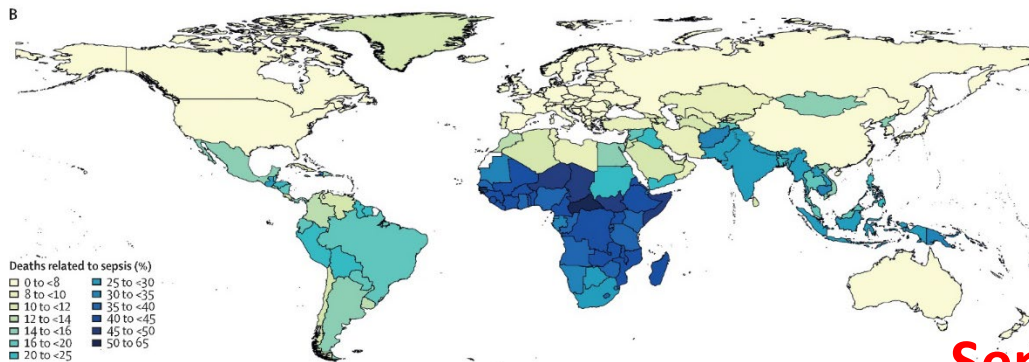 B
Deaths related to sepsis (%)
0 to <8
8 to <10
10 to <12
12 to <14
14 to <16
16 to <20
20 to <25
25 to <30
30 to <35
35 to <40
40 to <45
45 to <50
50 to 65